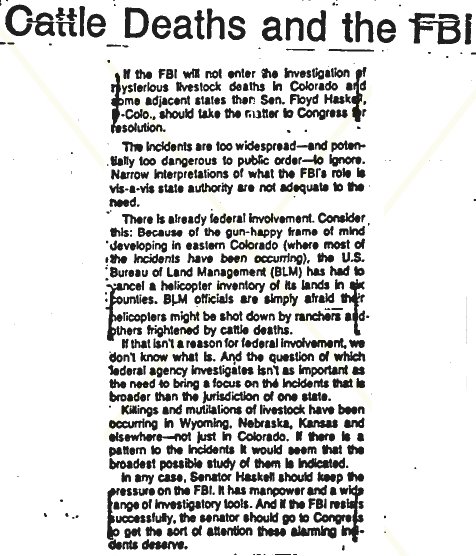 Cattle Deaths and the FBI
If the FBI will not enter the investigation of
mysterious livestock deaths in Colorado and
some adjacent states then Sen. Floyd Haskell,
D-Colo., should take the matter to Congress for
resolution.
The incidents are too widespread—and poten-
tially too dangerous to public order—to ignore.
Narrow interpretations of what the FBI's role is
vis-a-vis state authority are not adequate to the
need.
There is already federal involvement. Consider
this: Because of the gun-happy frame of mind
developing in eastern Colorado (where most of
the incidents have been occurring), the U.S.
Bureau of Land Management (BLM) has had to
cancel a helicopter inventory of its lands in six
counties. BLM officials are simply afraid their
helicopters might be shot down by ranchers and
others frightened by cattle deaths.
If that isn't a reason for federal involvement, we
don't know what is. And the question of which
federal agency investigates isn't as important as
the need to bring a focus on the incidents that is
broader than the jurisdiction of one state.
Killings and mutilations of livestock have been
occurring in Wyoming, Nebraska, Kansas and
elsewhere—not just in Colorado. If there is a
pattern to the incidents it would seem that the
broadest possible study of them is indicated.
In any case, Senator Haskell should keep the
pressure on the FBI. It has manpower and a wide
range of investigatory tools. And if the FBI resists
successfully, the senator should go to Congress
to get the sort of attention these alarming inci-
dents deserve.